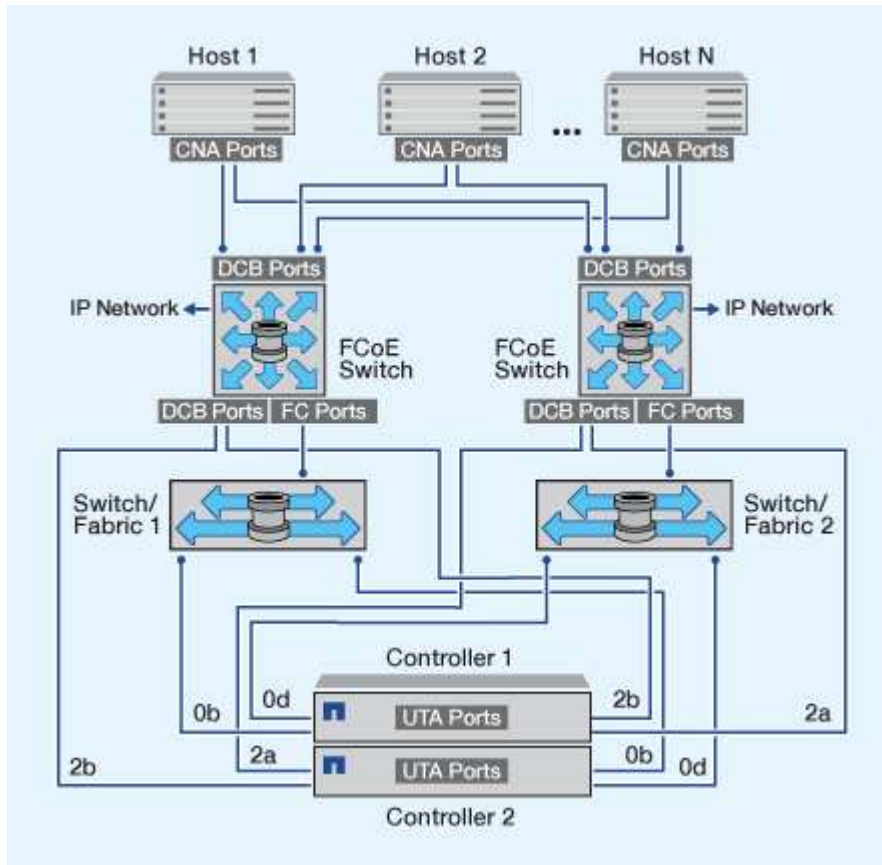 Host 1
Host 2
Host N
CNA Ports
CNA Ports
...
CNA Ports
DCB Ports
DCB Ports
IP Network
IP Network
FCoE
Switch
FCoE
Switch
DCB Ports
FC Ports
DCB Ports
FC Ports
Switch/
Fabric 1
Switch/
Fabric 2
Controller 1
0d
2b
0b
UTA Ports
2a
2a
0b
2b
UTA Ports
0d
Controller 2